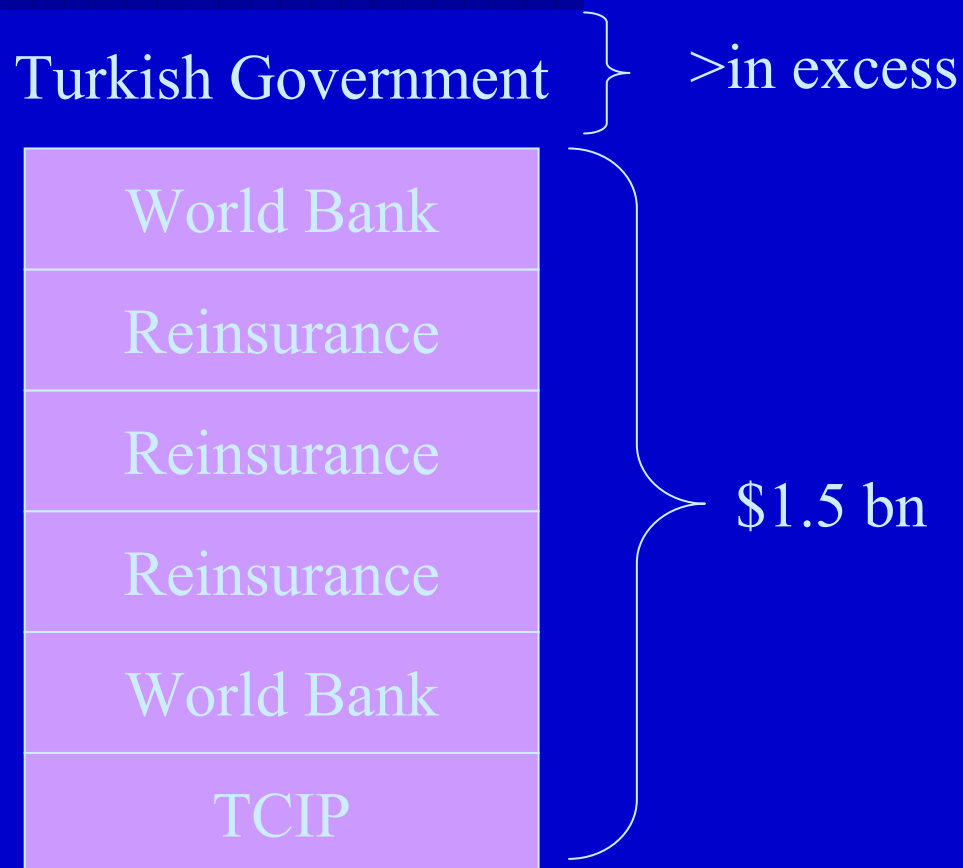 Turkish Government
>in excess
World Bank
Reinsurance
Reinsurance
Reinsurance
$1.5 bn
World Bank
TCIP